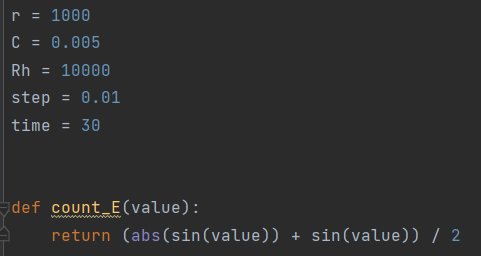 r = 1000
C = 0.005
Rh = 10000
step = 0.01
time = 30
def count_E(value):
    return (abs(sin(value)) + sin(value)) / 2